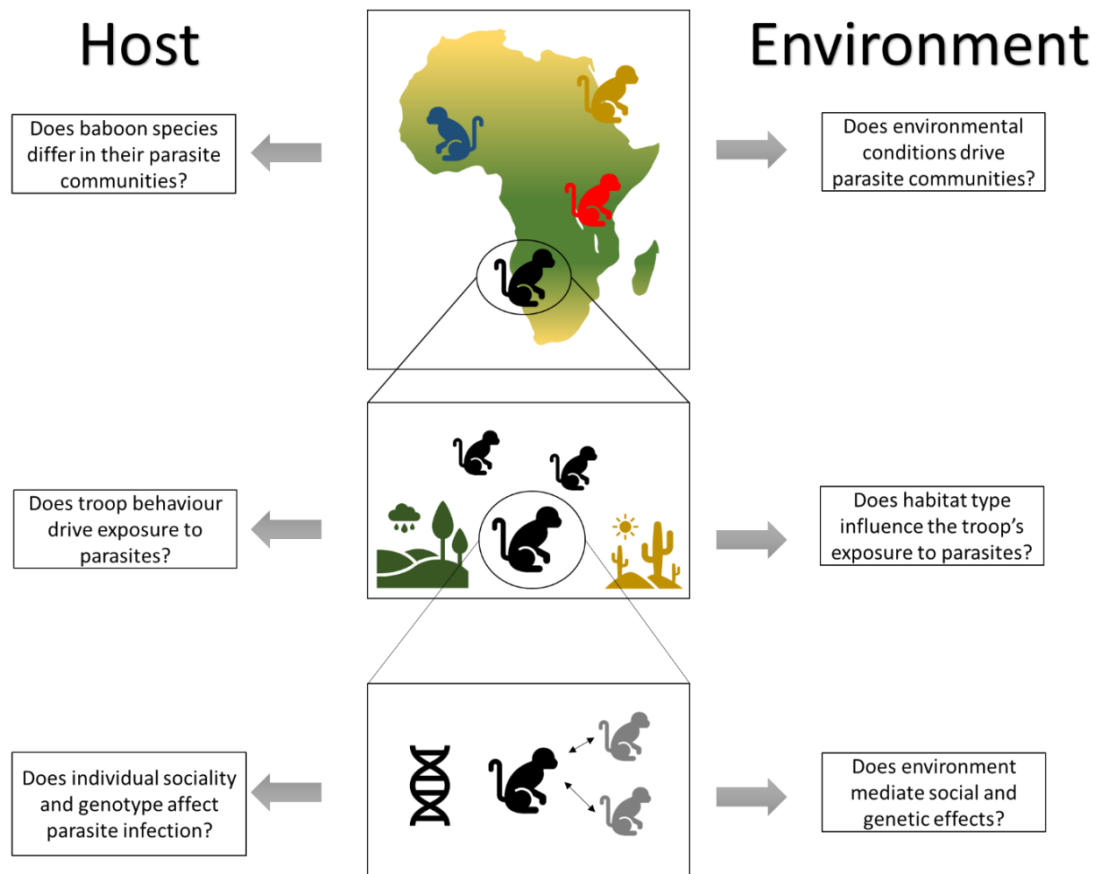 Host
Environment
Does baboon species
differ in their parasite
communities?
Does environmental
conditions drive
parasite communities?
Does troop behaviour
drive exposure to
parasites?
Does habitat type
influence the troop's
exposure to parasites?
Does individual sociality
and genotype affect
parasite infection?
Does environment
mediate social and
genetic effects?